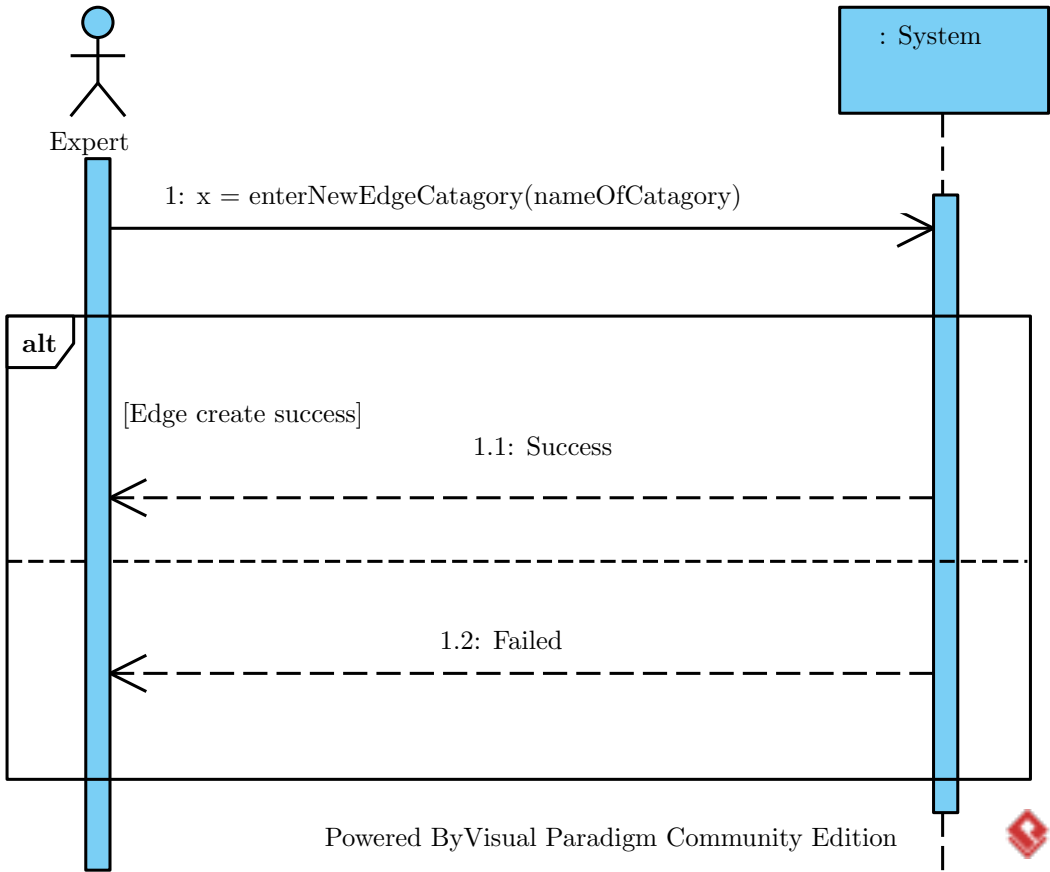 : System
Expert
1: x = enterNewEdgeCatagory(nameOfCatagory)
alt
[Edge create success]
1.1: Success
1.2: Failed
Powered ByVisual Paradigm Community Edition